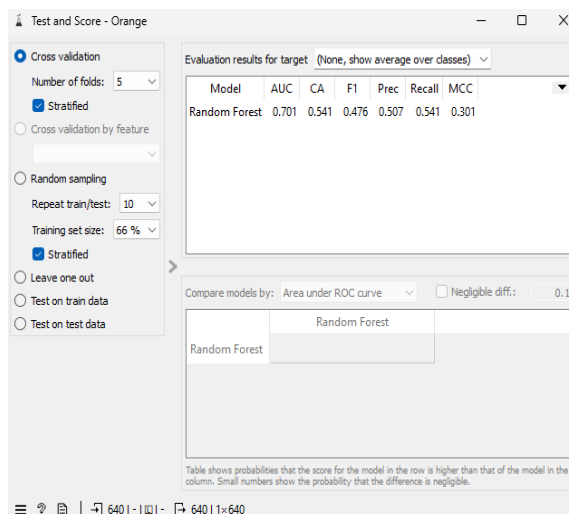 Test and Score - Orange
Cross validation
Number of folds: 5
Stratified
Cross validation by feature
Random sampling
Repeat train/test: 10
Training set size: 66 %
Stratified
Leave one out
Test on train data
Test on test data
Evaluation results for target (None, show average over classes)
Model AUC CA F1 Prec Recall MCC
Random Forest 0.701 0.541 0.476 0.507 0.541 0.301
Compare models by: Area under ROC curve Negligible diff.: 0.1
Random Forest
Random Forest
Table shows probabilities that the score for the model in the row is higher than that of the model in the
column. Small numbers show the probability that the difference is negligible.
640 | - | - 640 | 1×640